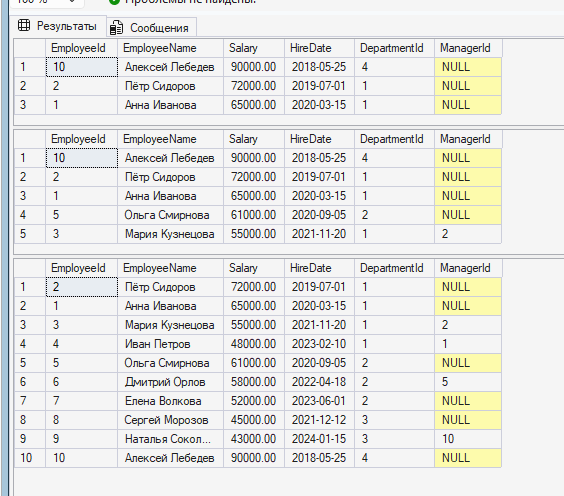 100 % Проблемы не найдены.
Результаты Сообщения
EmployeeId EmployeeName Salary HireDate DepartmentId ManagerId
1 10 Алексей Лебедев 90000.00 2018-05-25 4 NULL
2 2 Пётр Сидоров 72000.00 2019-07-01 1 NULL
3 1 Анна Иванова 65000.00 2020-03-15 1 NULL
EmployeeId EmployeeName Salary HireDate DepartmentId ManagerId
1 10 Алексей Лебедев 90000.00 2018-05-25 4 NULL
2 2 Пётр Сидоров 72000.00 2019-07-01 1 NULL
3 1 Анна Иванова 65000.00 2020-03-15 1 NULL
4 5 Ольга Смирнова 61000.00 2020-09-05 2 NULL
5 3 Мария Кузнецова 55000.00 2021-11-20 1 2
EmployeeId EmployeeName Salary HireDate DepartmentId ManagerId
1 2 Пётр Сидоров 72000.00 2019-07-01 1 NULL
2 1 Анна Иванова 65000.00 2020-03-15 1 NULL
3 3 Мария Кузнецова 55000.00 2021-11-20 1 2
4 4 Иван Петров 48000.00 2023-02-10 1 1
5 5 Ольга Смирнова 61000.00 2020-09-05 2 NULL
6 6 Дмитрий Орлов 58000.00 2022-04-18 2 5
7 7 Елена Волкова 52000.00 2023-06-01 2 NULL
8 8 Сергей Морозов 45000.00 2021-12-12 3 NULL
9 9 Наталья Сокол... 43000.00 2024-01-15 3 10
10 10 Алексей Лебедев 90000.00 2018-05-25 4 NULL